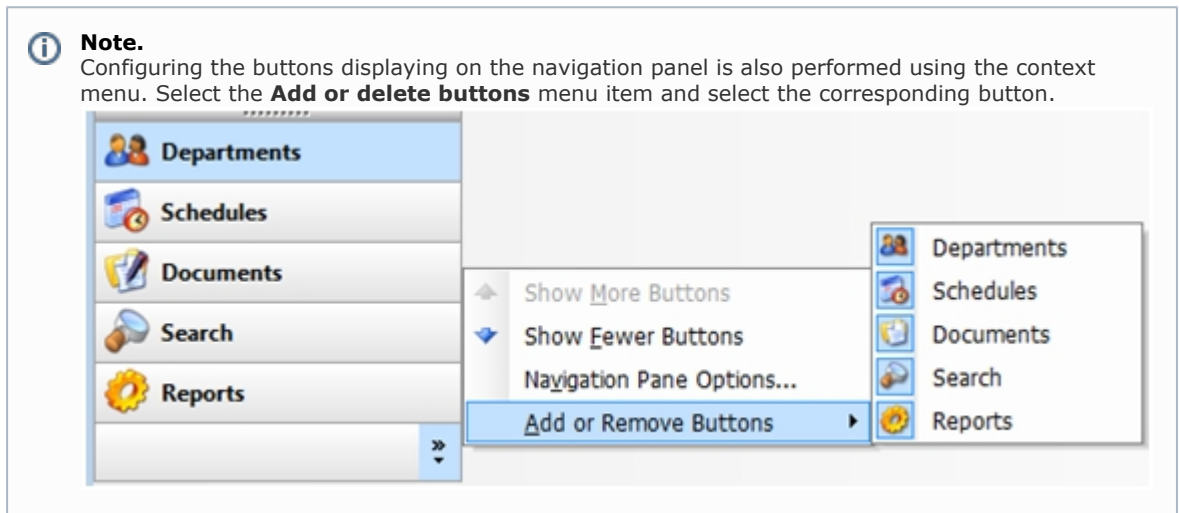 Note.
Configuring the buttons displaying on the navigation panel is also performed using the context
menu. Select the Add or delete buttons menu item and select the corresponding button.
Departments
Schedules
Documents
Search
Reports
Show More Buttons
Show Fewer Buttons
Navigation Pane Options...
Add or Remove Buttons
Departments
Schedules
Documents
Search
Reports